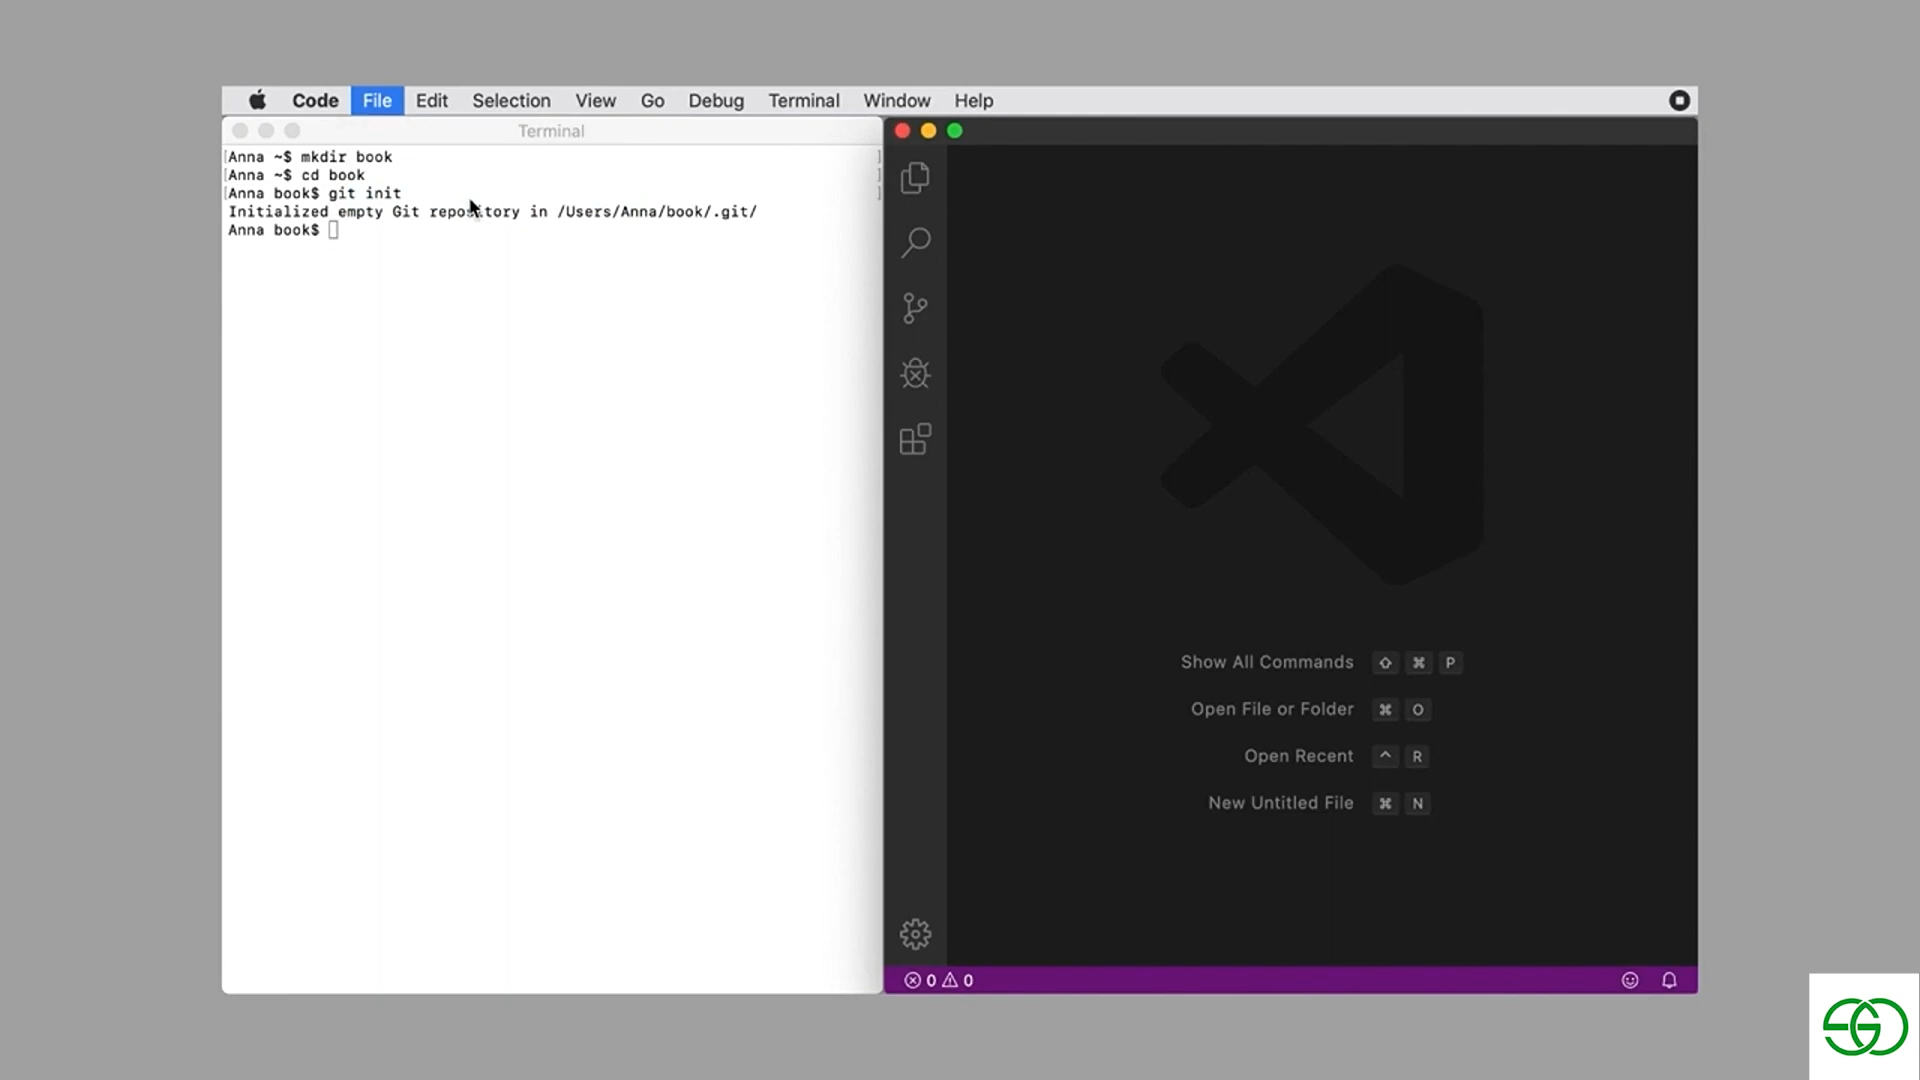 Code File Edit Selection View Go Debug Terminal Window Help
Terminal
[Anna ~$ mkdir book ]
[Anna ~$ cd book ]
[Anna book$ git init ]
Initialized empty Git repository in /Users/Anna/book/.git/
Anna book$
Show All Commands ⇧ ⌘ P
Open File or Folder ⌘ O
Open Recent ^ R
New Untitled File ⌘ N
0 0